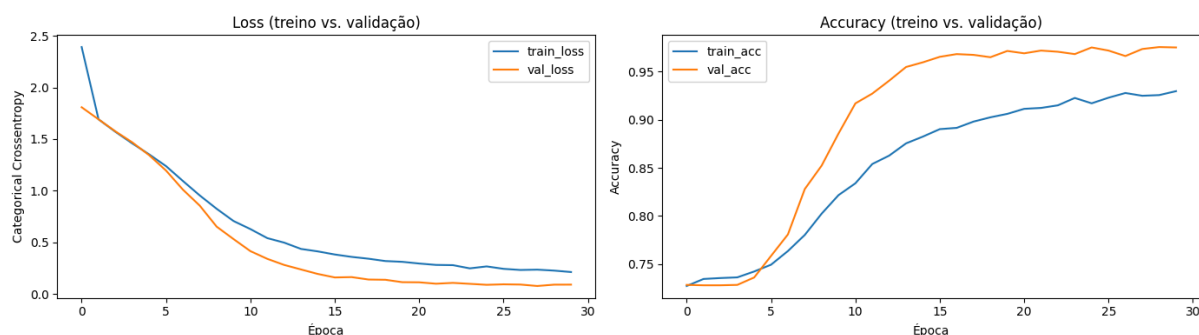 Loss (treino vs. validação)
2.5
2.0
1.5
1.0
0.5
0.0
Categorical Crossentropy
train_loss
val_loss
0 5 10 15 20 25 30
Época
Accuracy (treino vs. validação)
0.95
0.90
0.85
0.80
0.75
Accuracy
train_acc
val_acc
0 5 10 15 20 25 30
Época